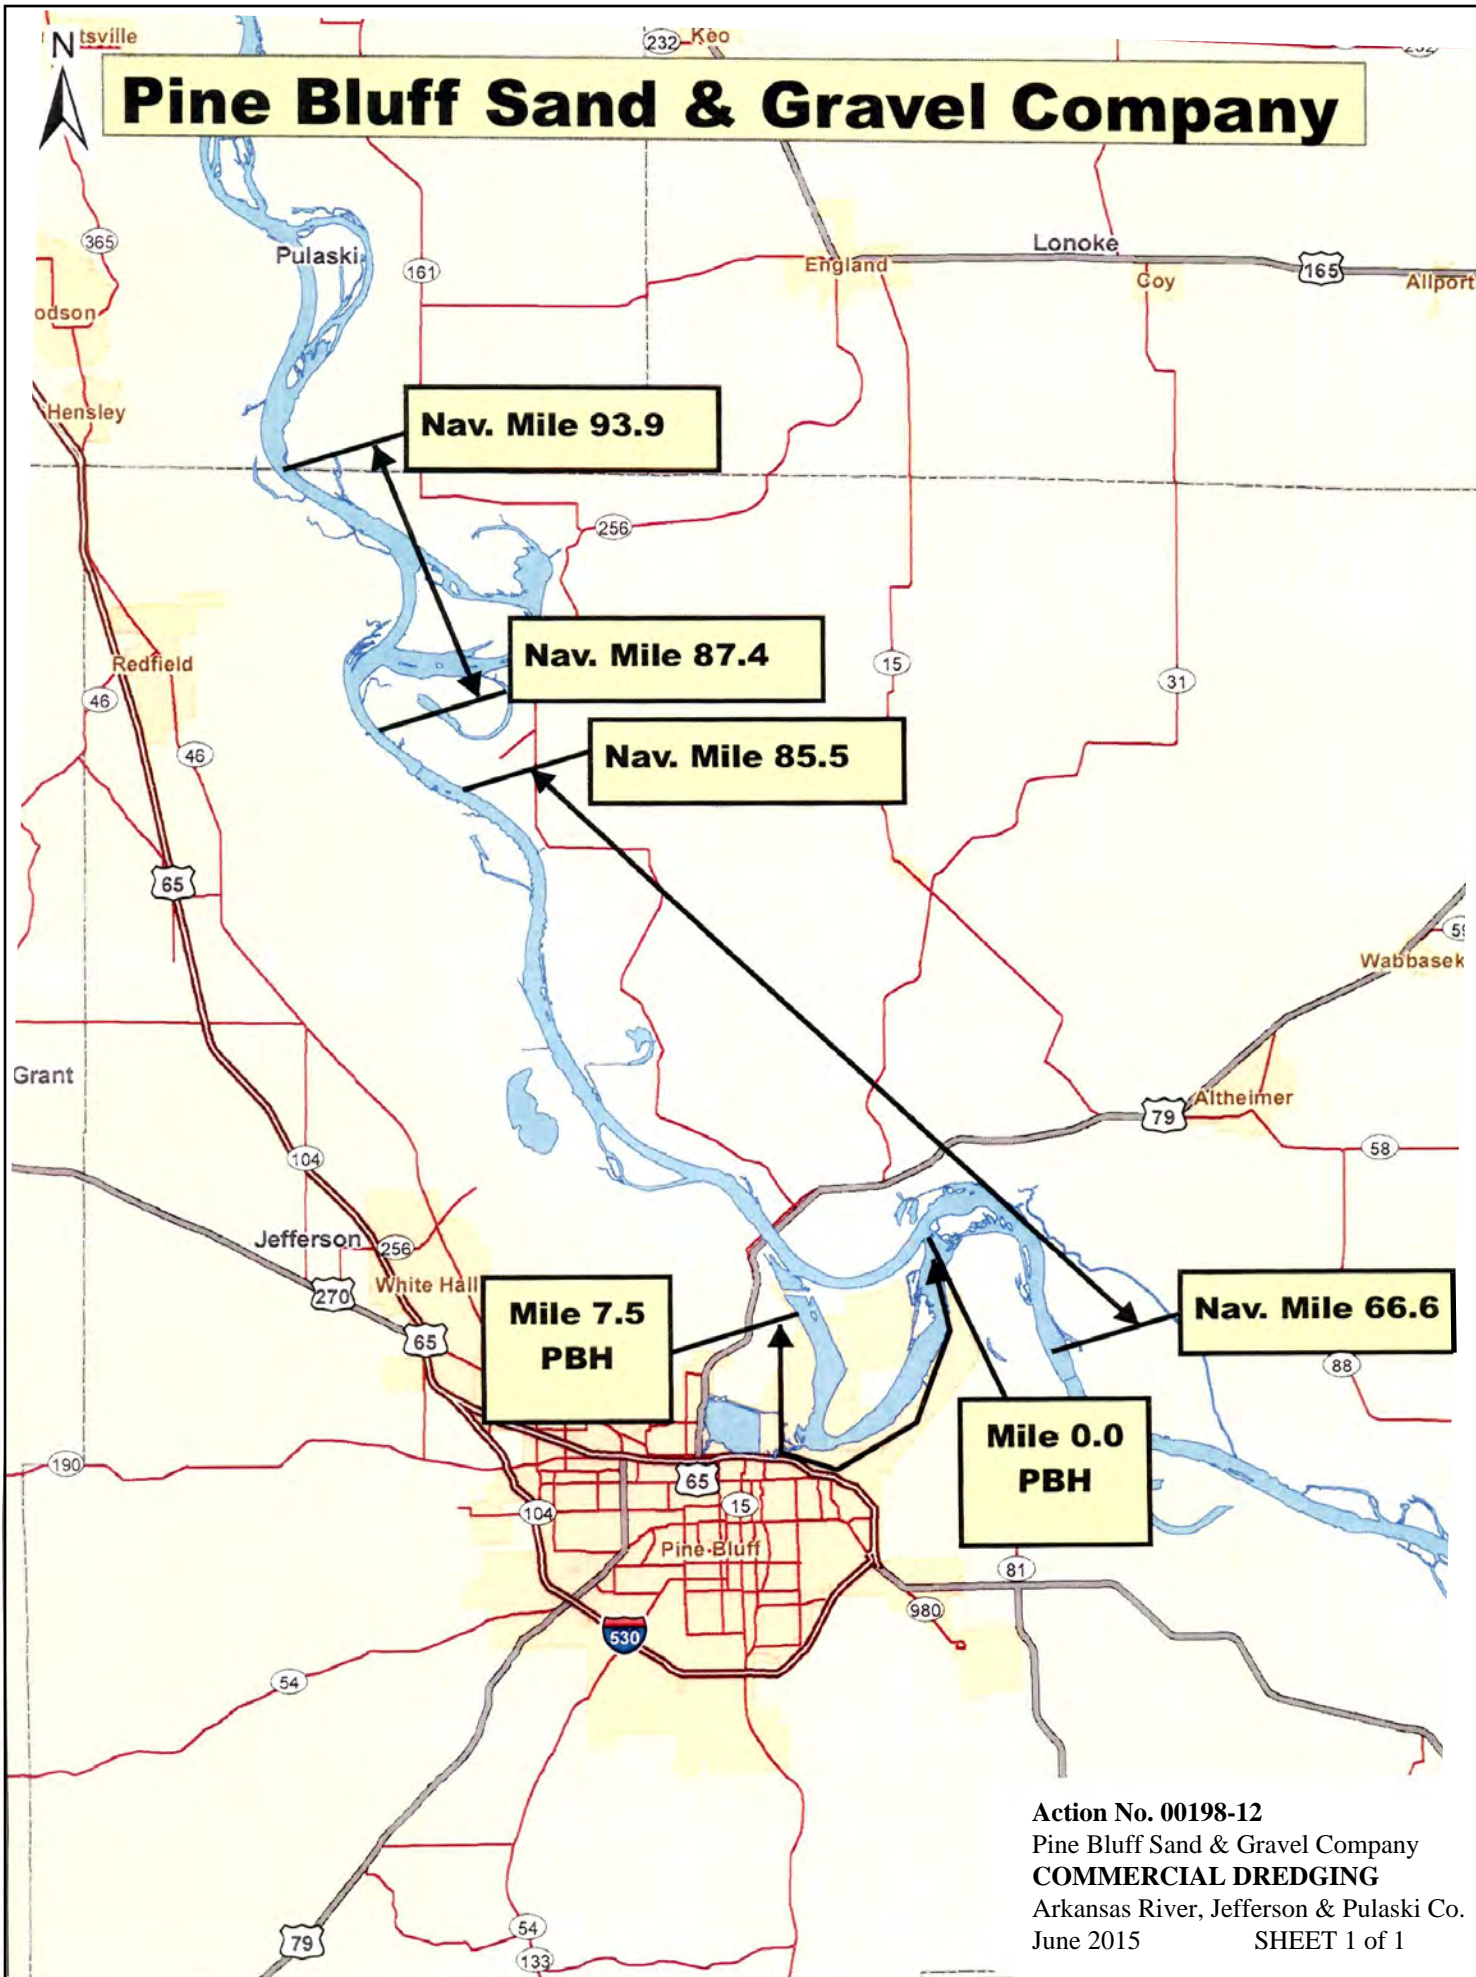 tsville
N
232
Keo
Pine Bluff Sand & Gravel Company
365
Pulaski
161
Lonoke
England
Coy
165
Allport
odson
Hensley
Nav. Mile 93.9
256
Redfield
Nav. Mile 87.4
15
31
46
46
Nav. Mile 85.5
65
59
Wabbasek
Grant
Altheimer
79
58
104
Jefferson
256
White Hall
270
65
Mile 7.5
PBH
Nav. Mile 66.6
88
Mile 0.0
PBH
190
65
15
104
Pine Bluff
81
980
530
54
Action No. 00198-12
Pine Bluff Sand & Gravel Company
COMMERCIAL DREDGING
Arkansas River, Jefferson & Pulaski Co.
June 2015 SHEET 1 of 1
54
79
133